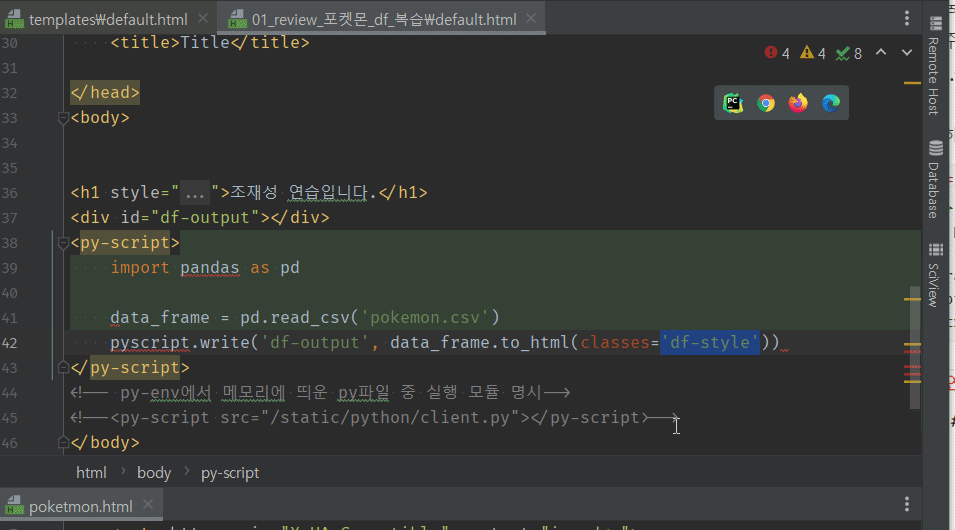 templates₩default.html
01_review_포켓몬_df_복습₩default.html
30 <title>Title</title>
31
4 4 8
32 </head>
33 <body>
34
35
36 <h1 style="...">조재성 연습입니다.</h1>
37 <div id="df-output"></div>
38 <py-script>
39 import pandas as pd
40
41 data_frame = pd.read_csv('pokemon.csv')
42 pyscript.write('df-output', data_frame.to_html(classes='df-style'))
43 </py-script>
44 <!-- py-env에서 메모리에 띄운 py파일 중 실행 모듈 명시-->
45 <!--<py-script src="/static/python/client.py"></py-script>-->
46 </body>
html › body › py-script
poketmon.html
Remote Host
Database
SciView